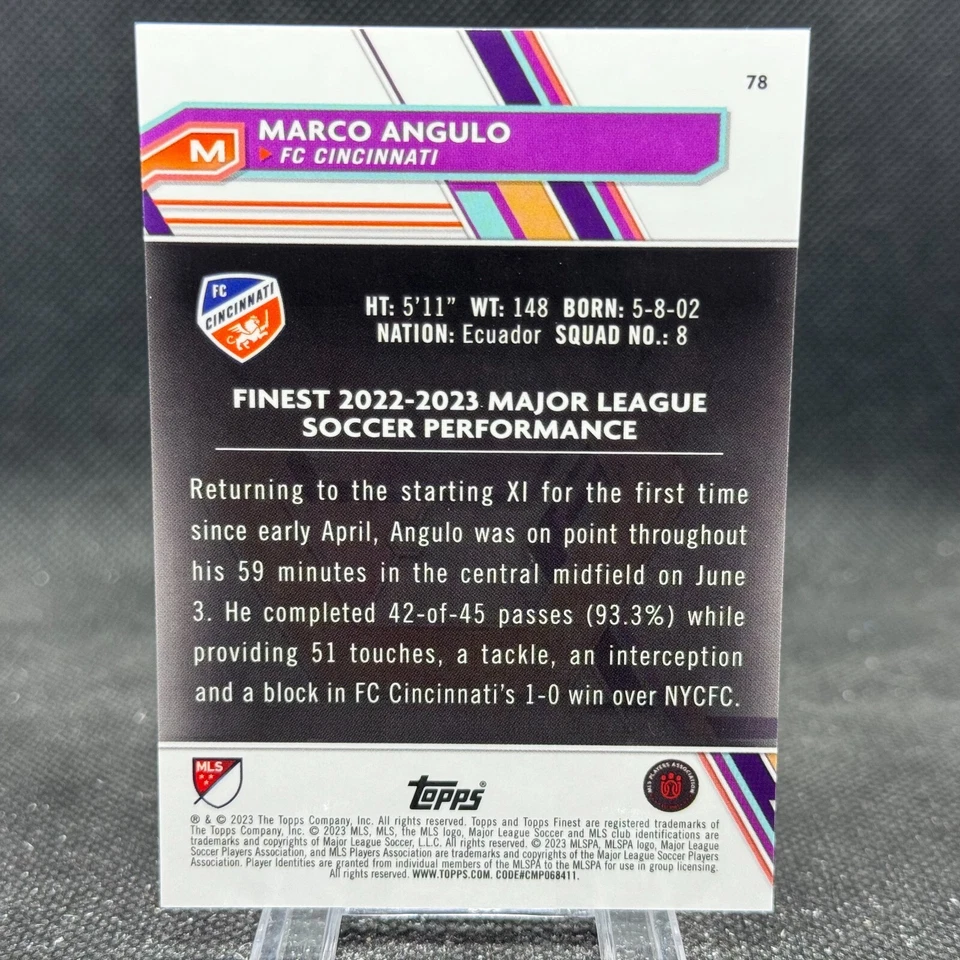 78
M
MARCO ANGULO
FC CINCINNATI
FC
CINCINNATI
HT: 5'11" WT: 148 BORN: 5-8-02
NATION: Ecuador SQUAD NO.: 8
FINEST 2022-2023 MAJOR LEAGUE
SOCCER PERFORMANCE
Returning to the starting XI for the first time
since early April, Angulo was on point throughout
his 59 minutes in the central midfield on June
3. He completed 42-of-45 passes (93.3%) while
providing 51 touches, a tackle, an interception
and a block in FC Cincinnati's 1-0 win over NYCFC.
MLS
Topps®
MLS PLAYERS ASSOCIATION
® & © 2023 The Topps Company, Inc. All rights reserved. Topps and Topps Finest are registered trademarks of
The Topps Company, Inc. © 2023 MLS, MLS, the MLS logo, Major League Soccer and MLS club identifications are
trademarks and copyrights of Major League Soccer, L.L.C. All rights reserved. © 2023 MLSPA, MLSPA logo, Major League
Soccer Players Association, and MLS Players Association are trademarks and copyrights of the Major League Soccer Players
Association. Player Identities are granted from individual members of the MLSPA to the MLSPA for use in group licensing.
All rights reserved. WWW.TOPPS.COM. CODE#CMP068411.